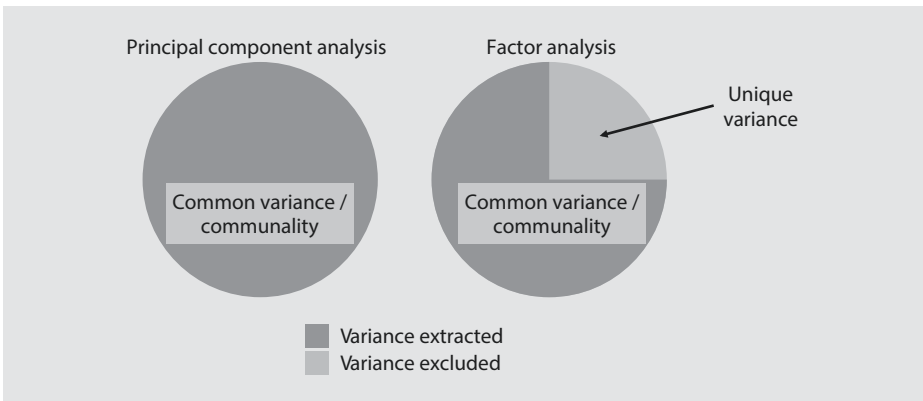 Principal component analysis
Factor analysis
Unique
variance
Common variance /
communality
Common variance /
communality
Variance extracted
Variance excluded